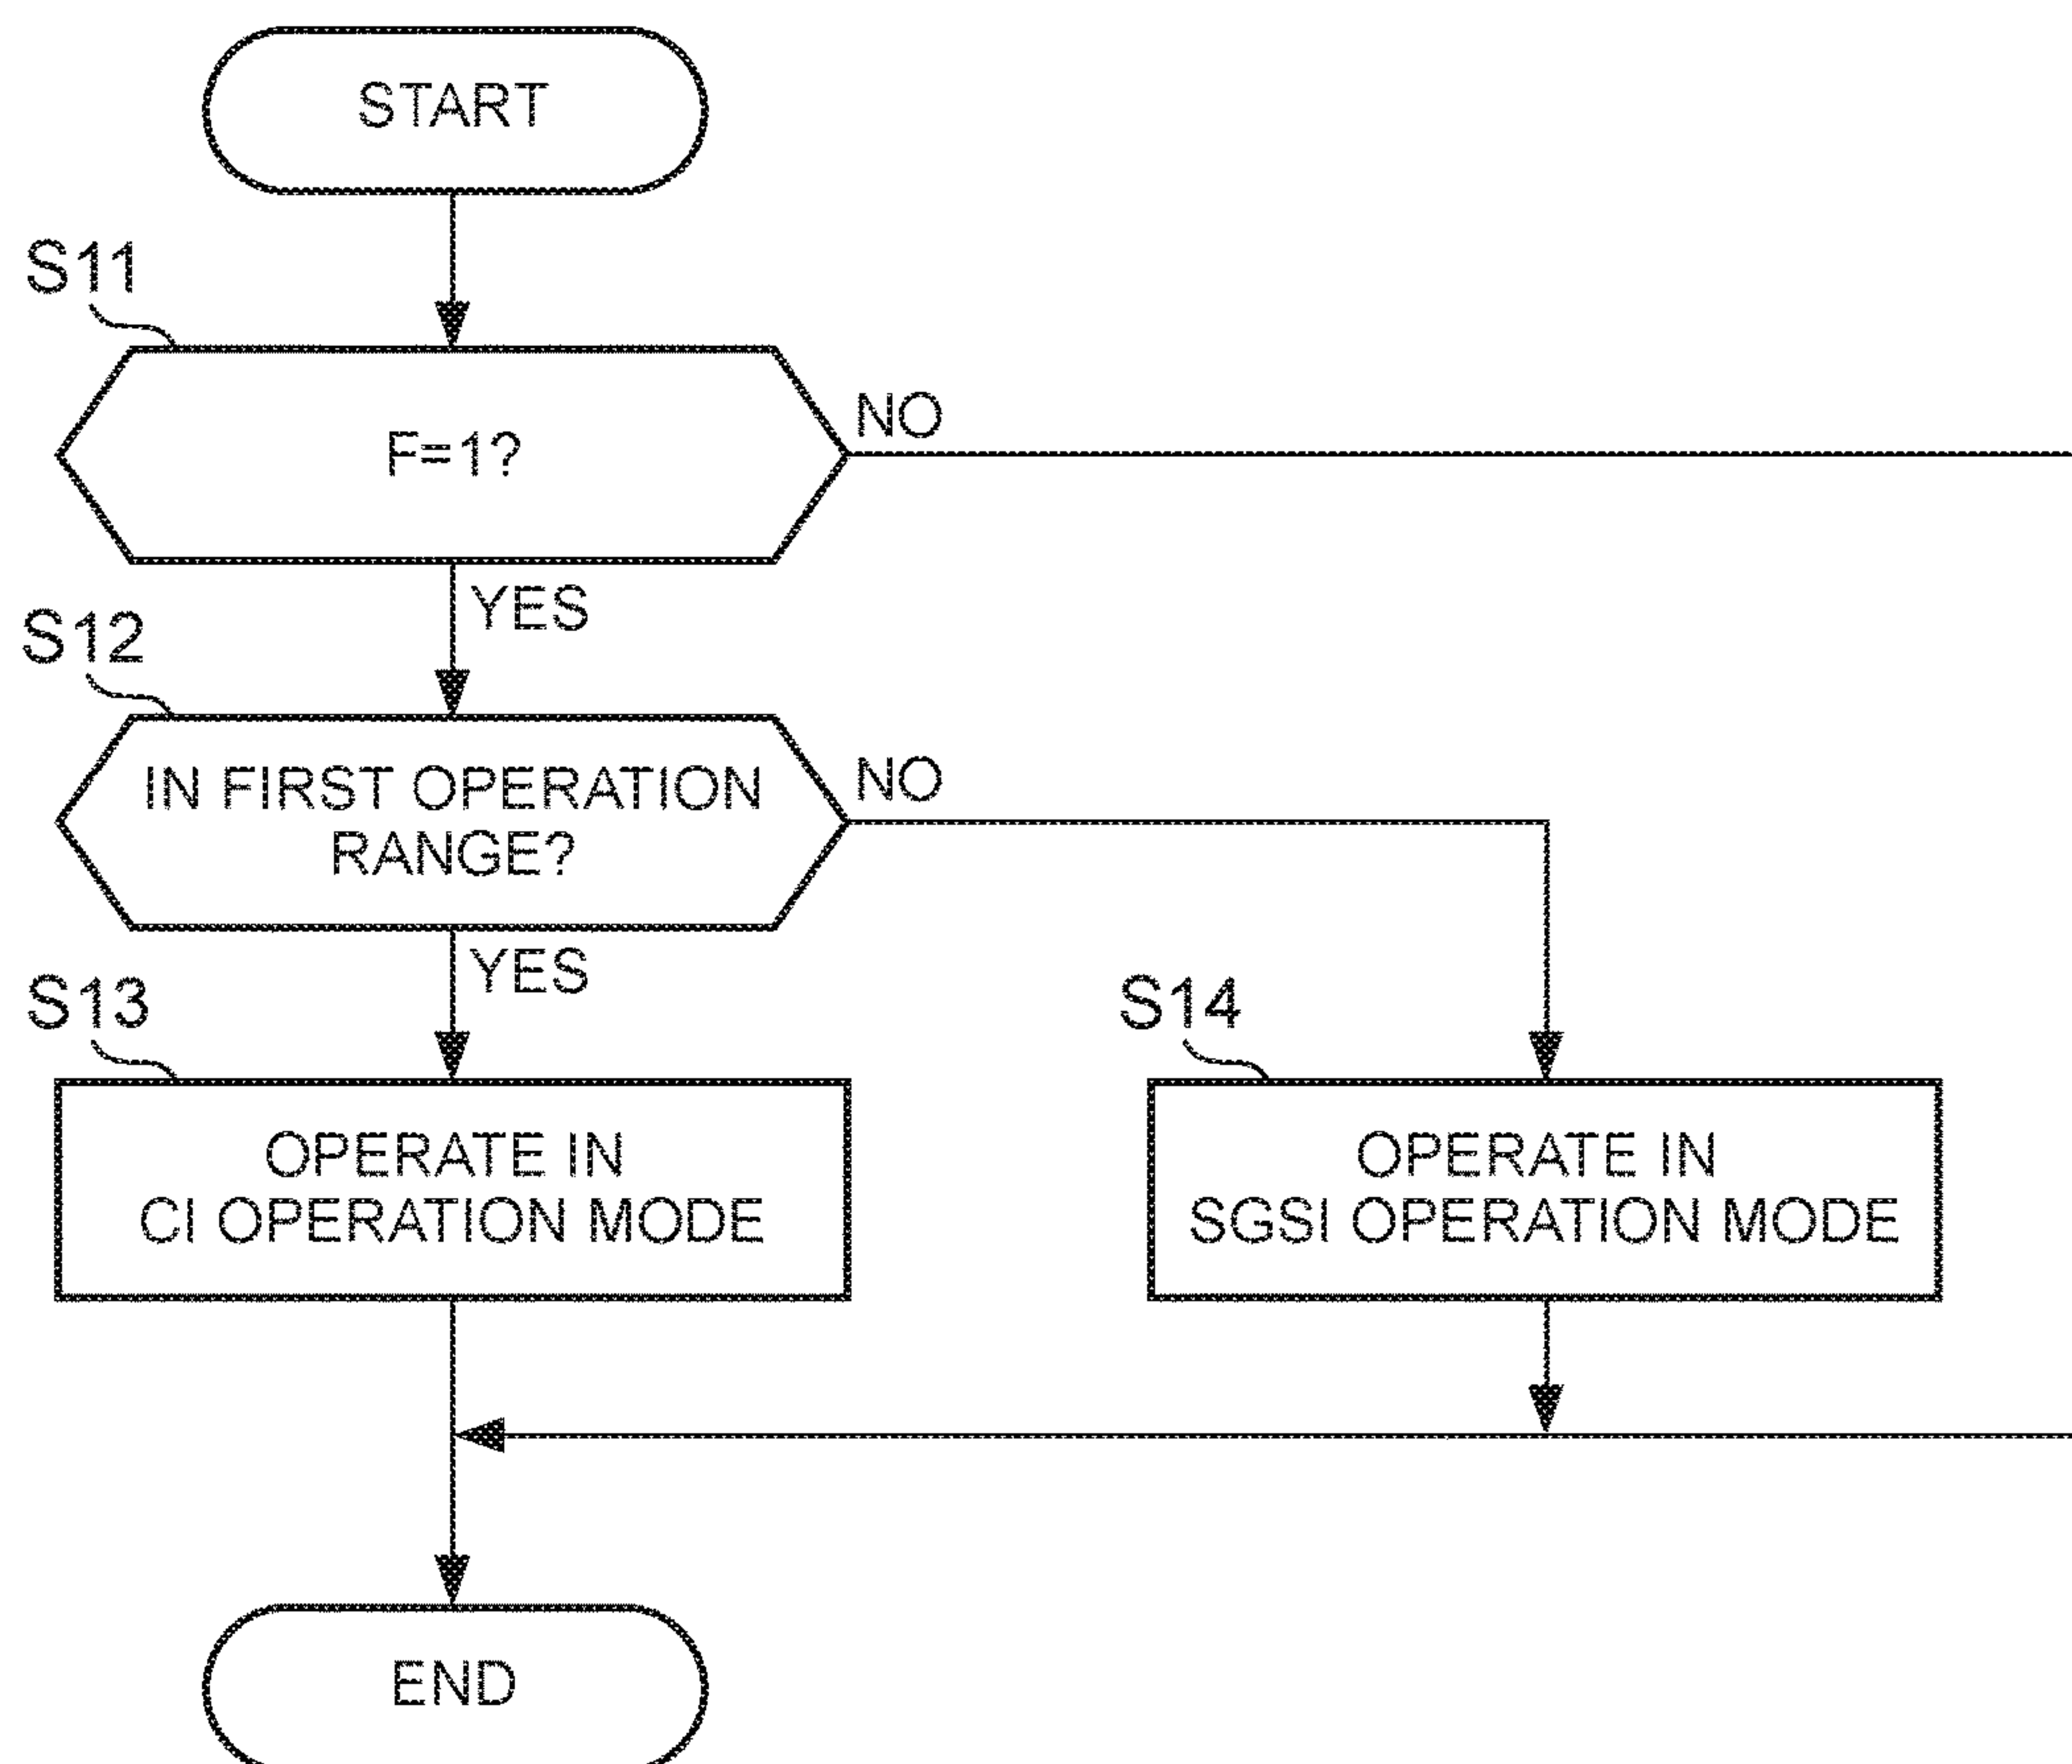 START
S11
F=1?
NO
YES
S12
IN FIRST OPERATION
RANGE?
NO
YES
S13
OPERATE IN
CI OPERATION MODE
S14
OPERATE IN
SGSI OPERATION MODE
END